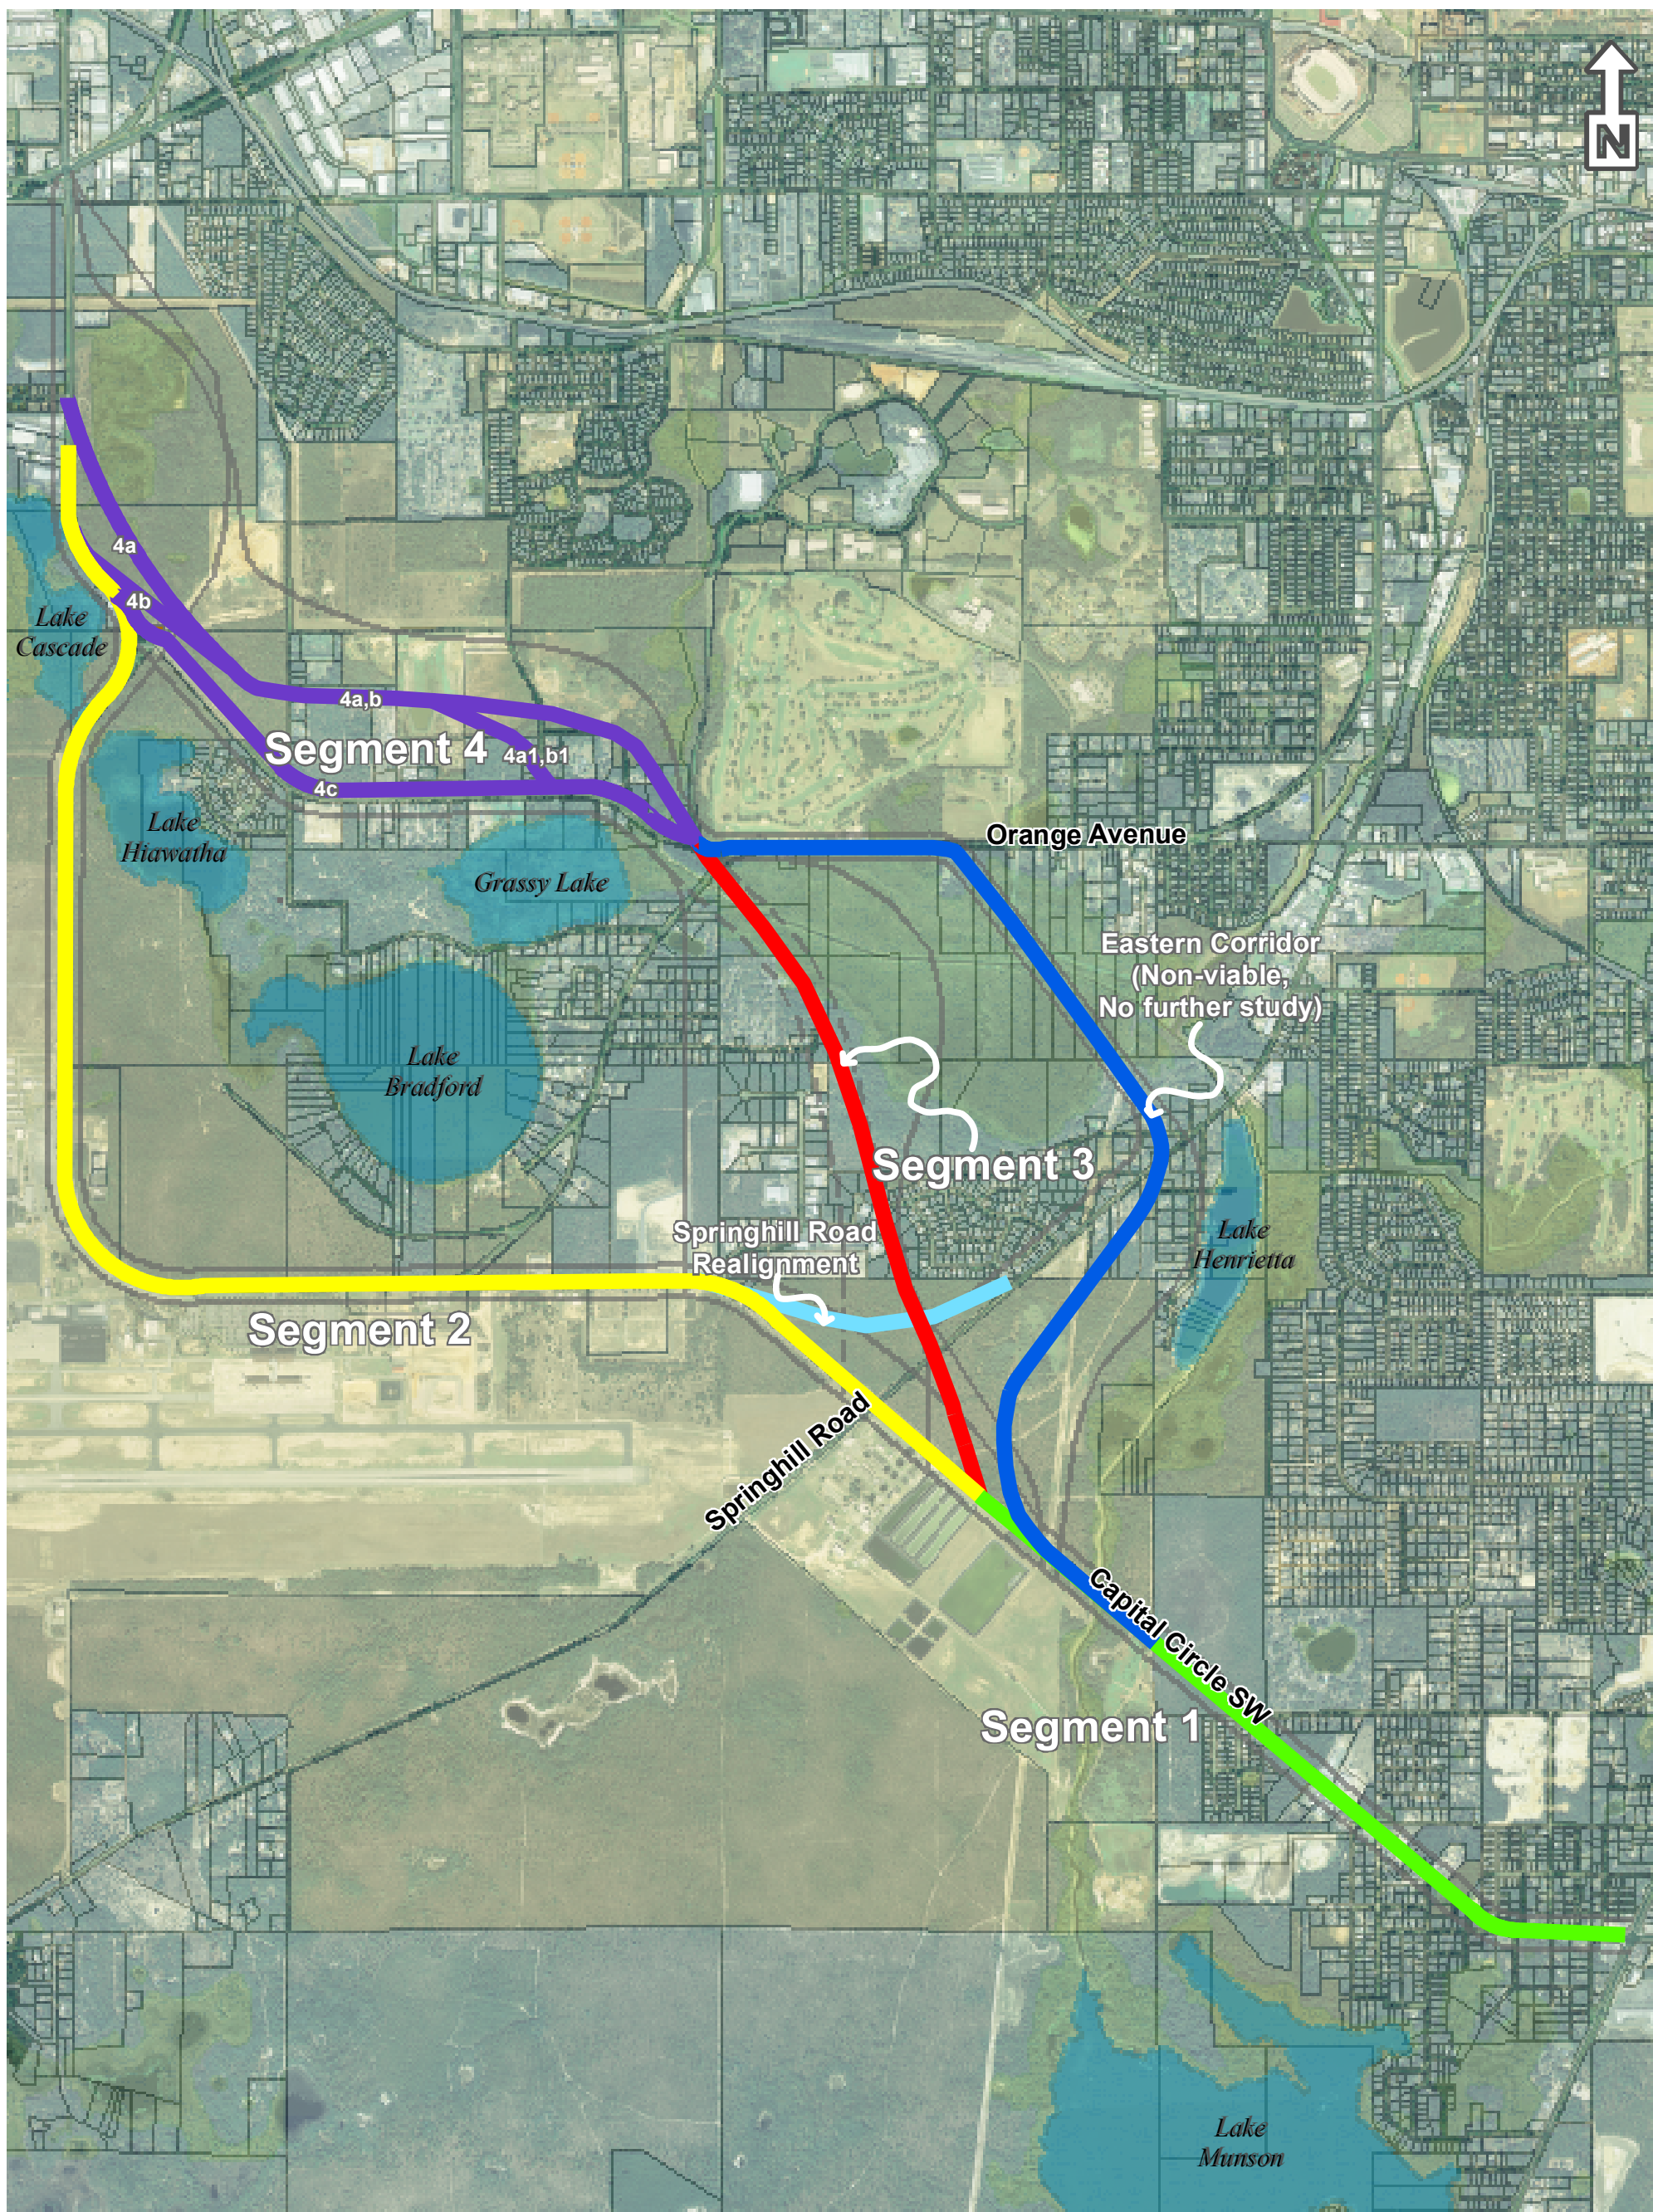 N
4a
4b
Lake
Cascade
4a,b
Segment 4
4a1,b1
4c
Lake
Hiawatha
Orange Avenue
Grassy Lake
Eastern Corridor
(Non-viable,
No further study)
Lake
Bradford
Segment 3
Springhill Road
Realignment
Lake
Henrietta
Segment 2
Springhill Road
Capital Circle SW
Segment 1
Lake
Munson